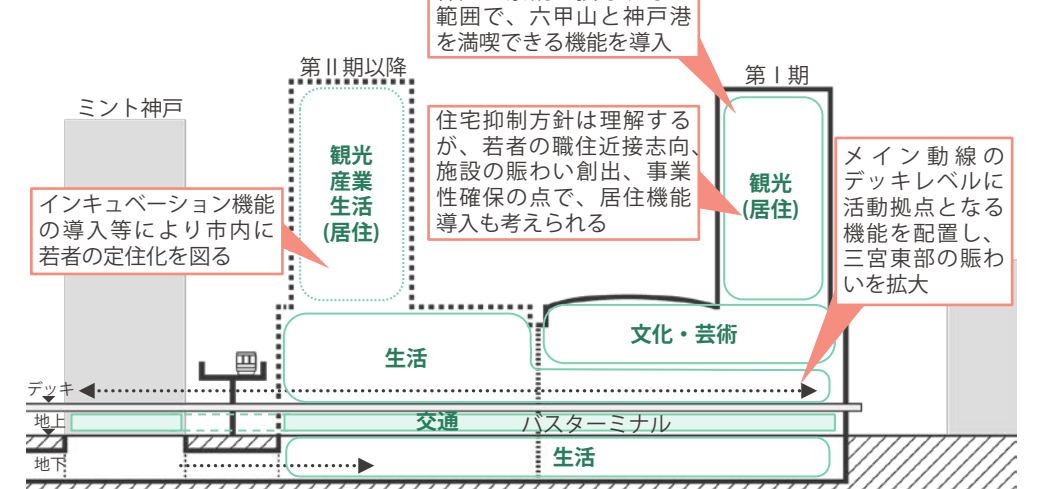 範囲で、六甲山と神戸港
を満喫できる機能を導入
第Ⅱ期以降
第Ⅰ期
ミント神戸
住宅抑制方針は理解する
が、若者の職住近接志向、
施設の賑わい創出、事業
性確保の点で、居住機能
導入も考えられる
メイン動線の
デッキレベルに
活動拠点となる
機能を配置し、
三宮東部の賑わ
いを拡大
観光
産業
生活
(居住)
観光
(居住)
インキュベーション機能
の導入等により市内に
若者の定住化を図る
文化・芸術
生活
デッキ
地上
交通
バスターミナル
地下
生活